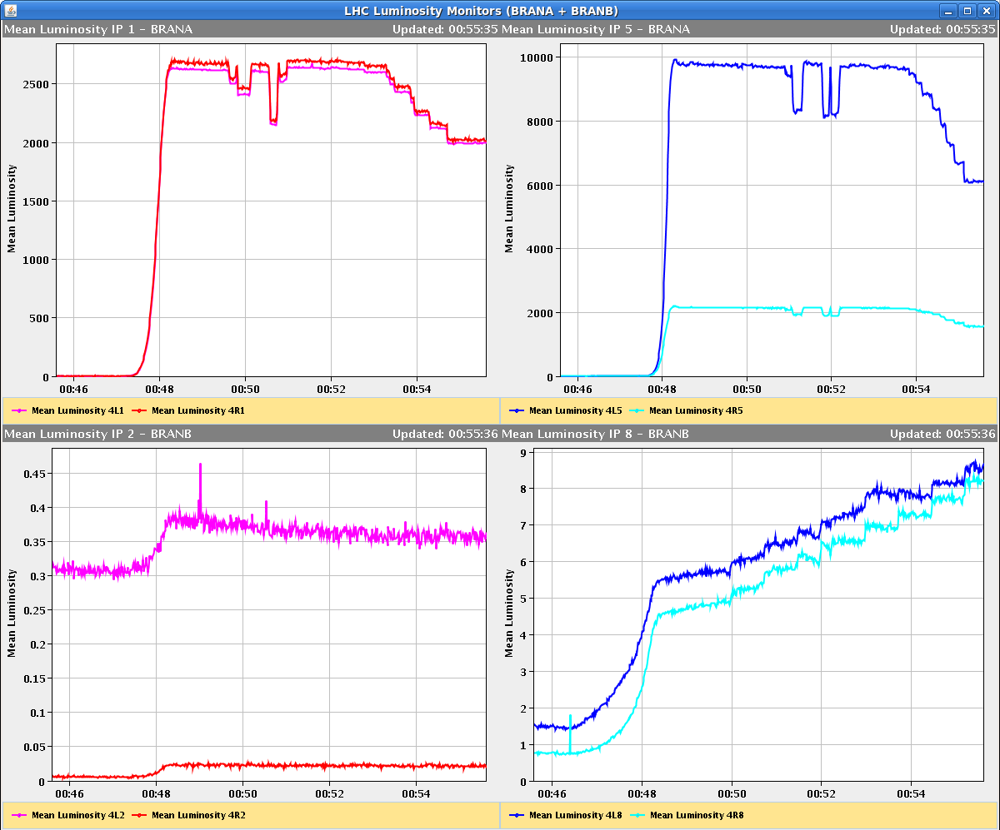 LHC Luminosity Monitors (BRANA + BRANB)
Mean Luminosity IP 1 - BRANA Updated: 00:55:35
Mean Luminosity
2500
2000
1500
1000
500
0
00:46 00:48 00:50 00:52 00:54
Mean Luminosity 4L1 Mean Luminosity 4R1
Mean Luminosity IP 5 - BRANA Updated: 00:55:35
Mean Luminosity
10000
8000
6000
4000
2000
0
00:46 00:48 00:50 00:52 00:54
Mean Luminosity 4L5 Mean Luminosity 4R5
Mean Luminosity IP 2 - BRANB Updated: 00:55:36
Mean Luminosity
0.45
0.4
0.35
0.3
0.25
0.2
0.15
0.1
0.05
0
00:46 00:48 00:50 00:52 00:54
Mean Luminosity 4L2 Mean Luminosity 4R2
Mean Luminosity IP 8 - BRANB Updated: 00:55:36
Mean Luminosity
9
8
7
6
5
4
3
2
1
0
00:46 00:48 00:50 00:52 00:54
Mean Luminosity 4L8 Mean Luminosity 4R8